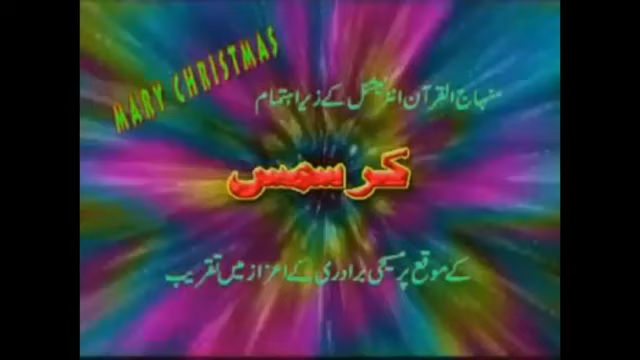 MARY CHRISTMAS
منہاج القرآن انٹرنیشنل کے زیر اہتمام
کرسمس
کے موقع پر مسیحی برادری کے اعزاز میں تقریب